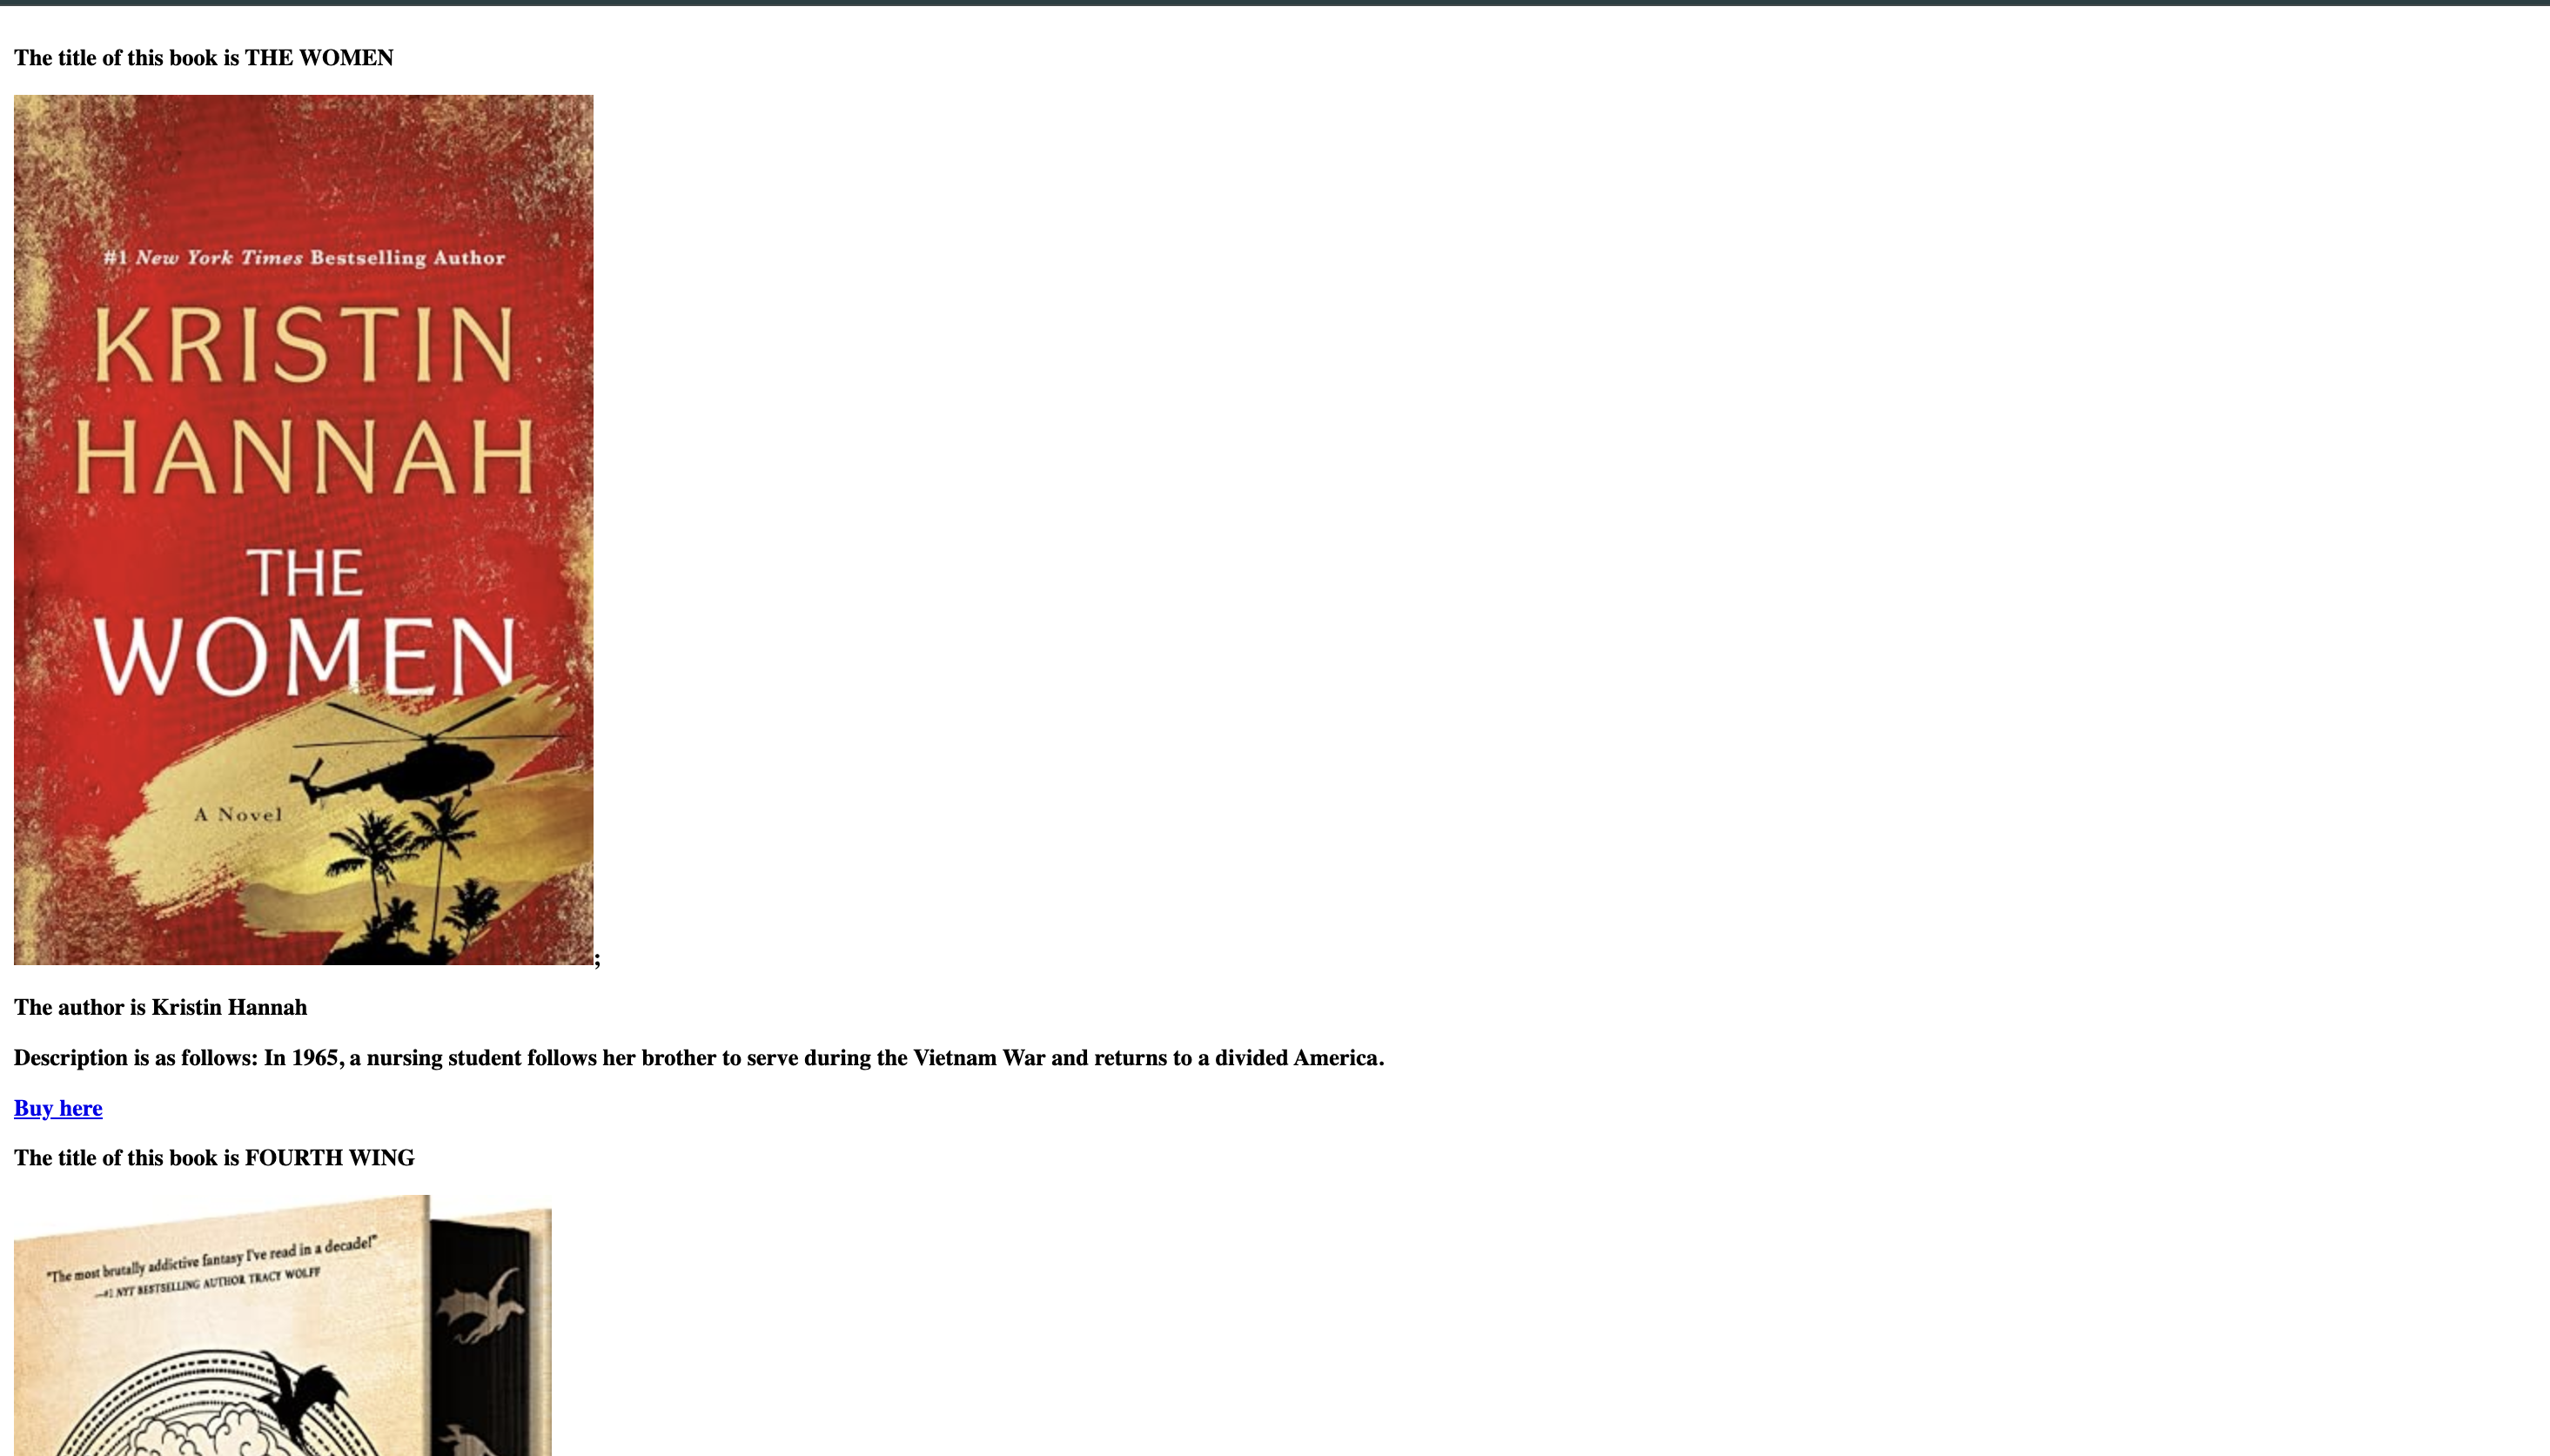 The title of this book is THE WOMEN
#1 New York Times Bestselling Author
KRISTIN
HANNAH
THE
WOMEN
A Novel
;
The author is Kristin Hannah
Description is as follows: In 1965, a nursing student follows her brother to serve during the Vietnam War and returns to a divided America.
Buy here
The title of this book is FOURTH WING
"The most brutally addictive fantasy I've read in a decade!"
—#1 NYT BESTSELLING AUTHOR TRACY WOLFF